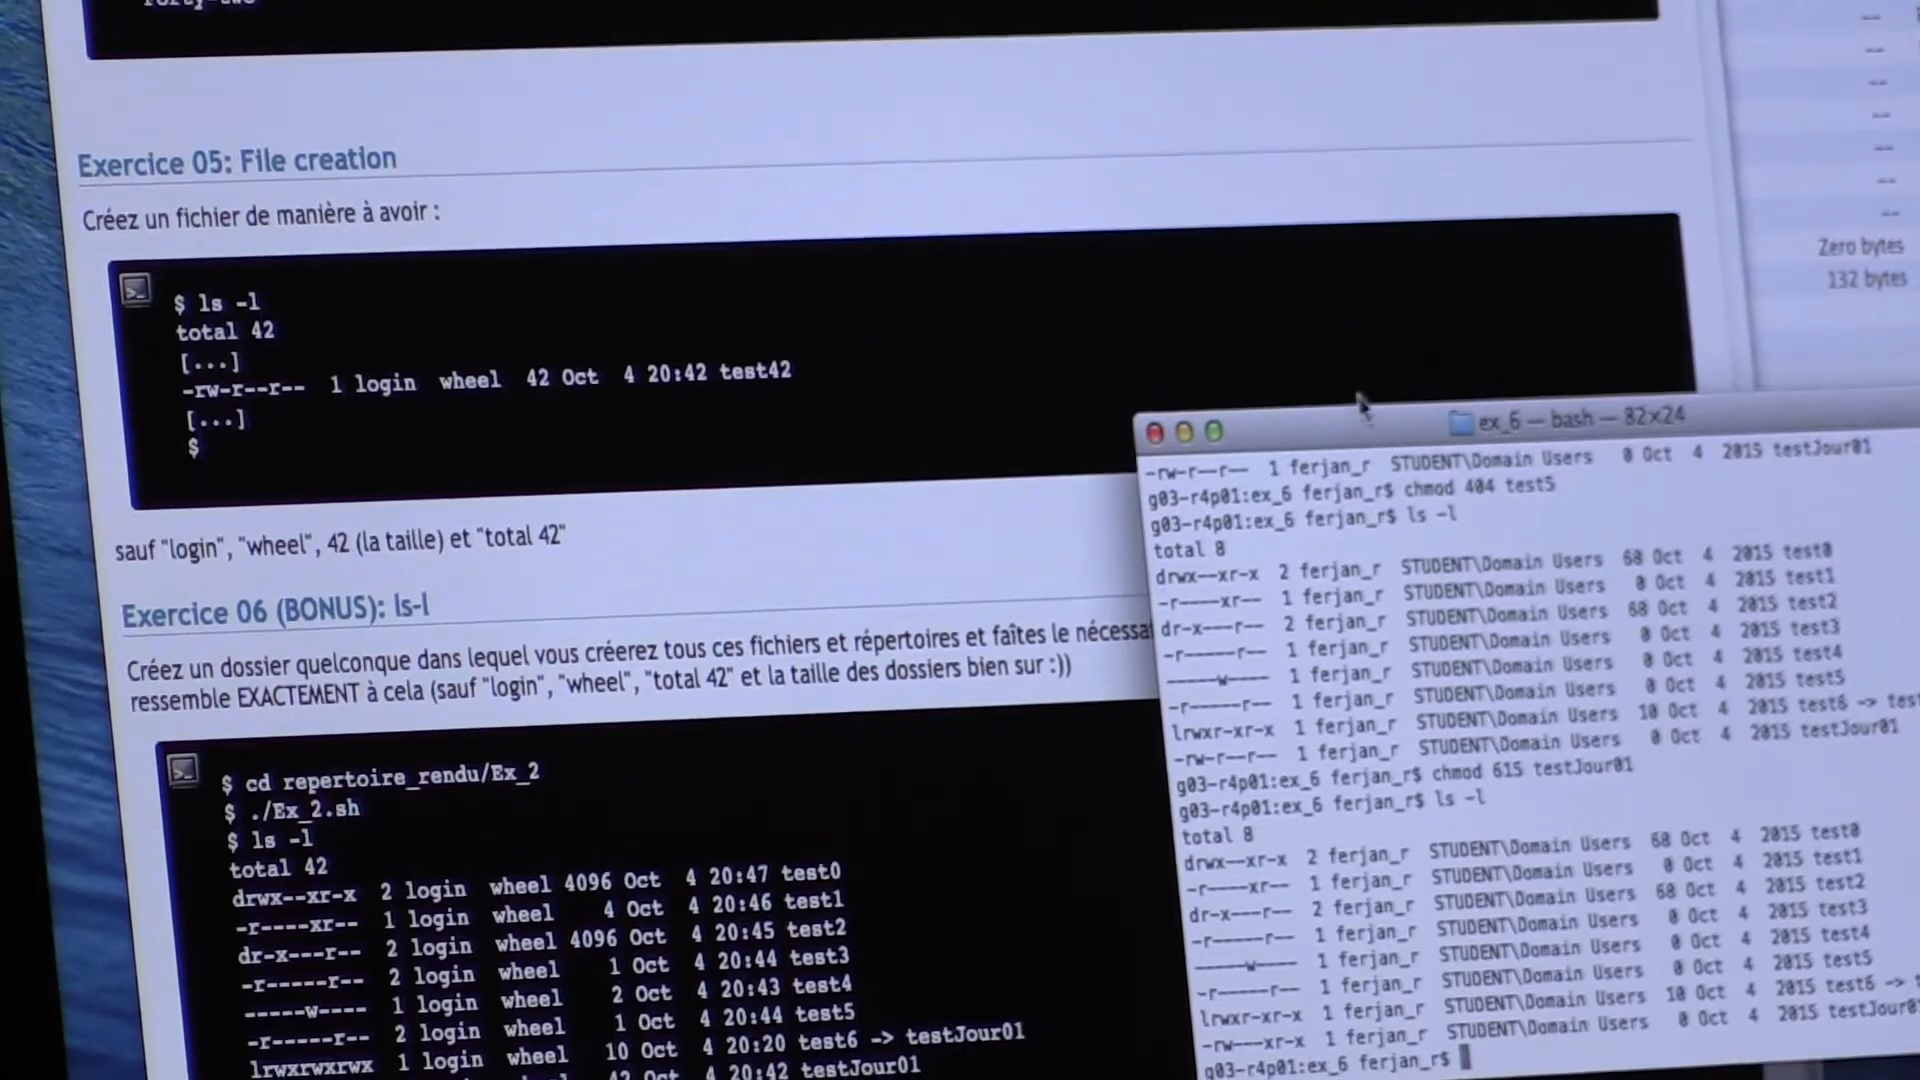 forty-two
Exercice 05: File creation
Créez un fichier de manière à avoir :
$ ls -l
total 42
[...]
-rw-r--r-- 1 login wheel 42 Oct 4 20:42 test42
[...]
$
sauf "login", "wheel", 42 (la taille) et "total 42"
Exercice 06 (BONUS): ls-l
Créez un dossier quelconque dans lequel vous créerez tous ces fichiers et répertoires et faîtes le
ressemble EXACTEMENT à cela (sauf "login", "wheel", "total 42" et la taille des dossiers bien sur :))
$ cd repertoire_rendu/Ex_2
$ ./Ex_2.sh
$ ls -l
total 42
drwx--xr-x 2 login wheel 4096 Oct 4 20:47 test0
-r----xr-- 1 login wheel 4 Oct 4 20:46 test1
dr-x---r-- 2 login wheel 4096 Oct 4 20:45 test2
-r-----r-- 2 login wheel 1 Oct 4 20:44 test3
-----w---- 1 login wheel 2 Oct 4 20:43 test4
-r-----r-- 2 login wheel 1 Oct 4 20:44 test5
lrwxrwxrwx 1 login wheel 10 Oct 4 20:20 test6 -> testJour01
42 Oct 4 20:42 testJour01
Zero bytes
132 bytes
ex_6 — bash — 82×24
-rw-r--r-- 1 ferjan_r STUDENT\Domain Users 0 Oct 4 2015 testJour01
g03-r4p01:ex_6 ferjan_r$ chmod 404 test5
g03-r4p01:ex_6 ferjan_r$ ls -l
total 8
drwx--xr-x 2 ferjan_r STUDENT\Domain Users 68 Oct 4 2015 test0
-r----xr-- 1 ferjan_r STUDENT\Domain Users 0 Oct 4 2015 test1
dr-x---r-- 2 ferjan_r STUDENT\Domain Users 68 Oct 4 2015 test2
-r-----r-- 1 ferjan_r STUDENT\Domain Users 0 Oct 4 2015 test3
-----w---- 1 ferjan_r STUDENT\Domain Users 0 Oct 4 2015 test4
-r-----r-- 1 ferjan_r STUDENT\Domain Users 0 Oct 4 2015 test5
lrwxr-xr-x 1 ferjan_r STUDENT\Domain Users 10 Oct 4 2015 test6 ->
-rw-r--r-- 1 ferjan_r STUDENT\Domain Users 0 Oct 4 2015 testJour01
g03-r4p01:ex_6 ferjan_r$ chmod 615 testJour01
g03-r4p01:ex_6 ferjan_r$ ls -l
total 8
drwx--xr-x 2 ferjan_r STUDENT\Domain Users 68 Oct 4 2015 test0
-r----xr-- 1 ferjan_r STUDENT\Domain Users 0 Oct 4 2015 test1
dr-x---r-- 2 ferjan_r STUDENT\Domain Users 68 Oct 4 2015 test2
-r-----r-- 1 ferjan_r STUDENT\Domain Users 0 Oct 4 2015 test3
-----w---- 1 ferjan_r STUDENT\Domain Users 0 Oct 4 2015 test4
-r-----r-- 1 ferjan_r STUDENT\Domain Users 0 Oct 4 2015 test5
lrwxr-xr-x 1 ferjan_r STUDENT\Domain Users 10 Oct 4 2015 test6 ->
-rw---xr-x 1 ferjan_r STUDENT\Domain Users 0 Oct 4 2015
g03-r4p01:ex_6 ferjan_r$